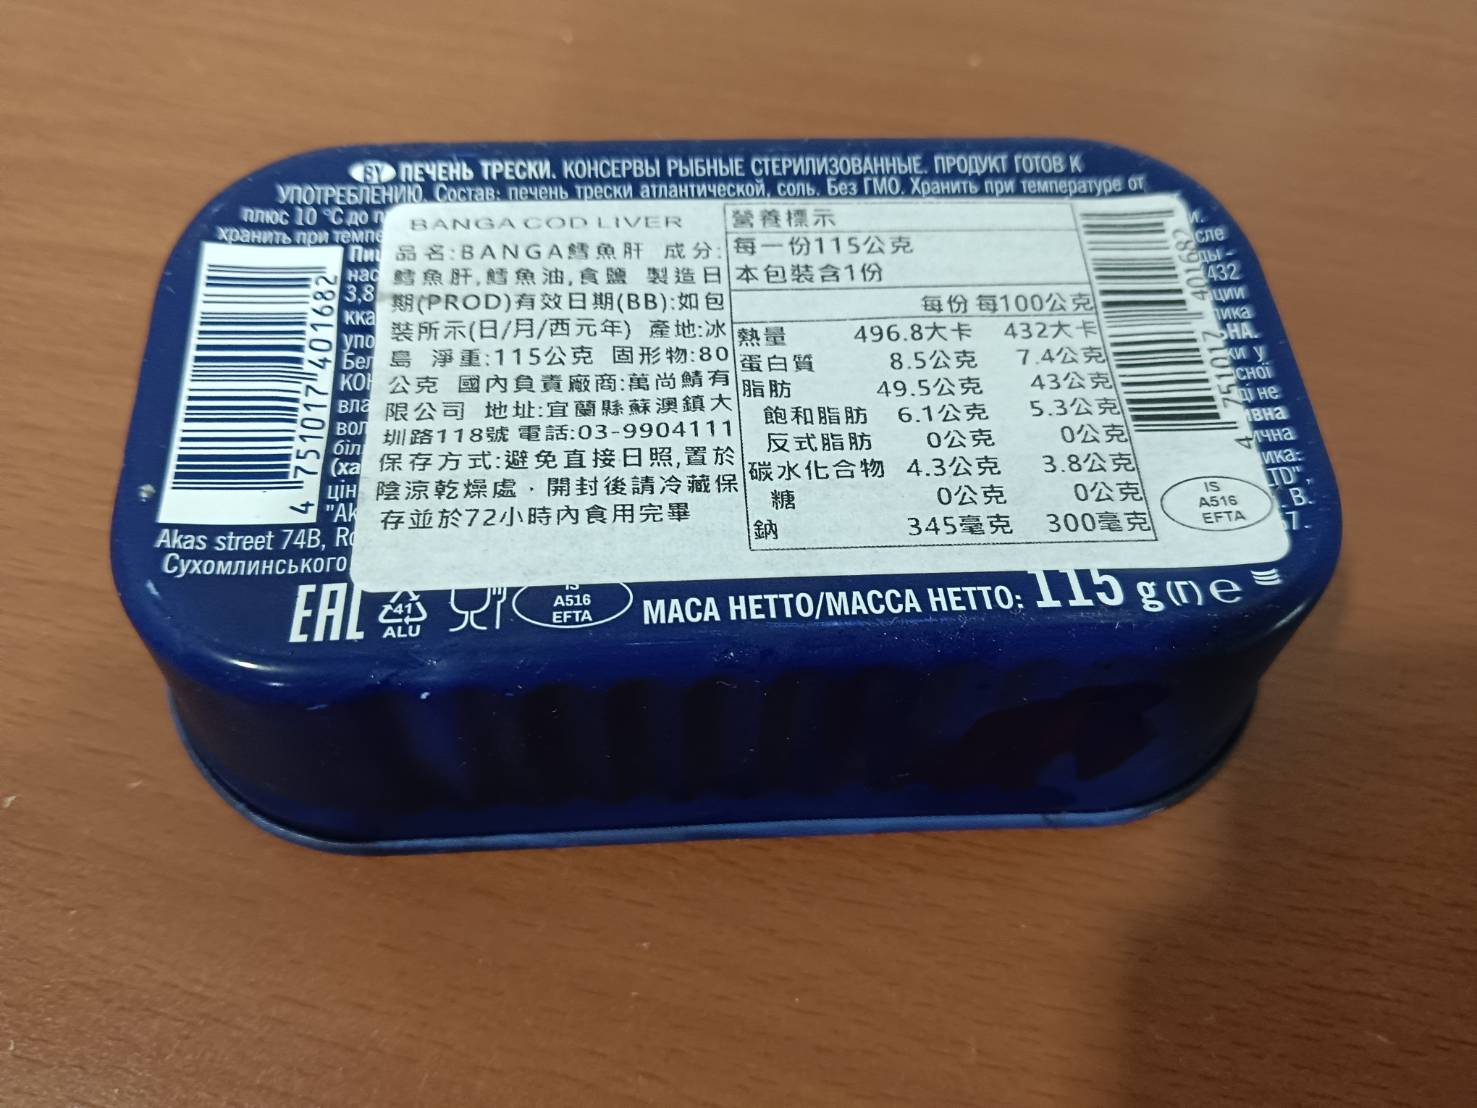 BY ПЕЧЕНЬ ТРЕСКИ. КОНСЕРВЫ РЫБНЫЕ СТЕРИЛИЗОВАННЫЕ. ПРОДУКТ ГОТОВ К
УПОТРЕБЛЕНИЮ. Состав: печень трески атлантической, соль. Без ГМО. Хранить при температуре от
плюс 10 °C до
хранить при
4 751017 401682
Akas street 74B,
Сухомлинського
BANGA COD LIVER
品名:BANGA鱈魚肝 成分:
鱈魚肝,鱈魚油,食鹽 製造日
期(PROD)有效日期(BB):如包
裝所示(日/月/西元年) 產地:冰
島 淨重:115公克 固形物:80
公克 國內負責廠商:萬尚鯖有
限公司 地址:宜蘭縣蘇澳鎮大
圳路118號 電話:03-9904111
保存方式:避免直接日照,置於
陰涼乾燥處，開封後請冷藏保
存並於72小時內食用完畢
營養標示
每一份115公克
本包裝含1份
每份 每100公克
熱量 496.8大卡 432大卡
蛋白質 8.5公克 7.4公克
脂肪 49.5公克 43公克
飽和脂肪 6.1公克 5.3公克
反式脂肪 0公克 0公克
碳水化合物 4.3公克 3.8公克
糖 0公克 0公克
鈉 345毫克 300毫克
4 751017 401682
IS
A516
EFTA
EAC
41
ALU
IS
A516
EFTA
МАСА НЕТТО/МАССА НЕТТО: 115 g (г) e